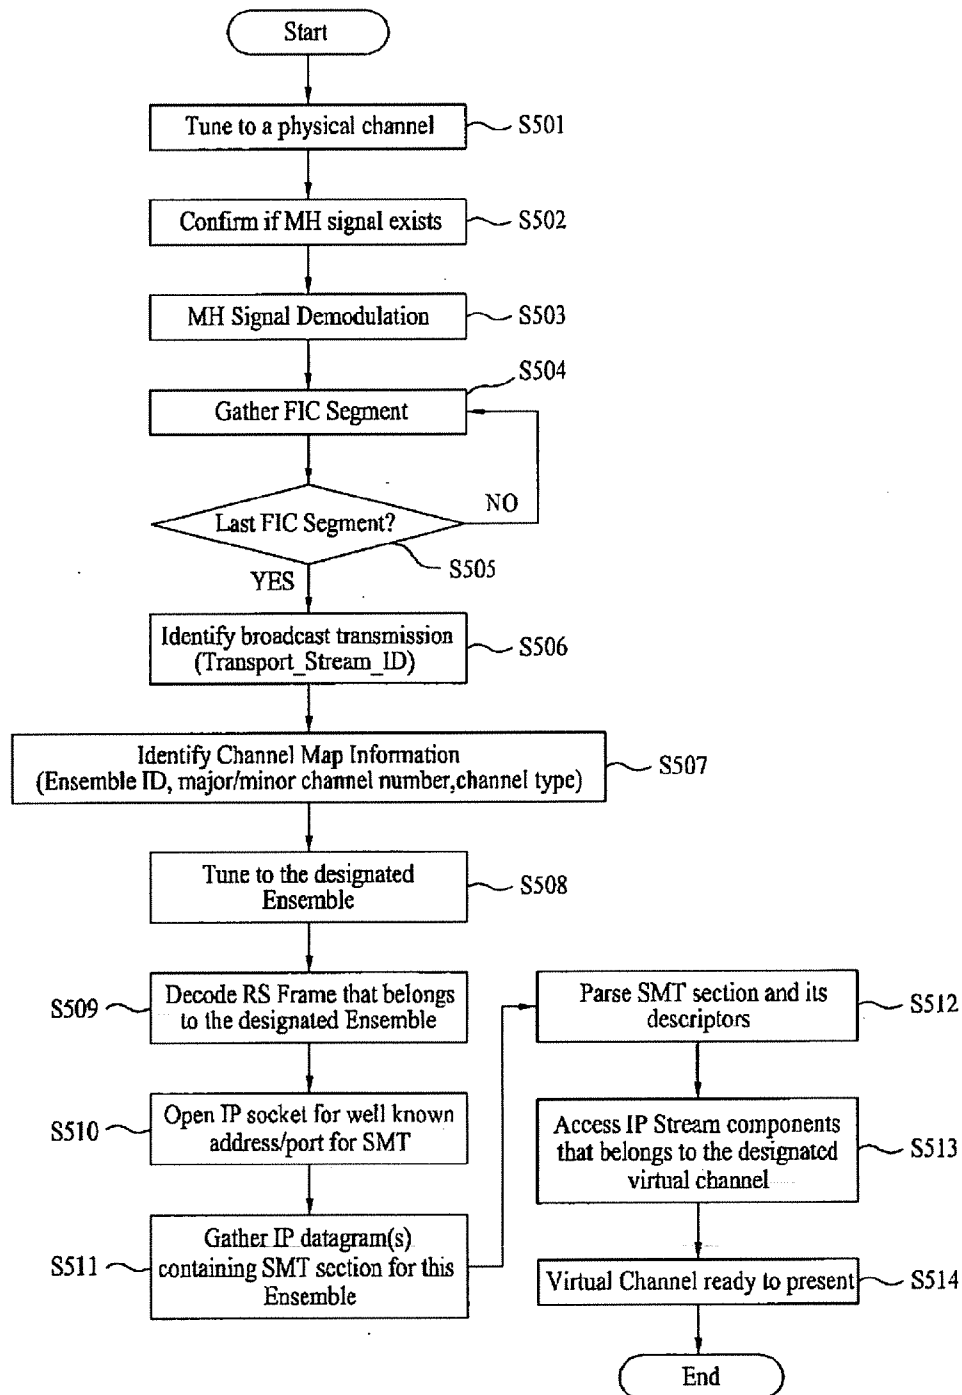 Start
Tune to a physical channel
S501
Confirm if MH signal exists
S502
MH Signal Demodulation
S503
S504
Gather FIC Segment
NO
Last FIC Segment?
S505
YES
Identify broadcast transmission
(Transport_Stream_ID)
S506
Identify Channel Map Information
(Ensemble ID, major/minor channel number,channel type)
S507
Tune to the designated
Ensemble
S508
S509
Decode RS Frame that belongs
to the designated Ensemble
S510
Open IP socket for well known
address/port for SMT
S511
Gather IP datagram(s)
containing SMT section for this
Ensemble
Parse SMT section and its
descriptors
S512
Access IP Stream components
that belongs to the designated
virtual channel
S513
Virtual Channel ready to present
S514
End